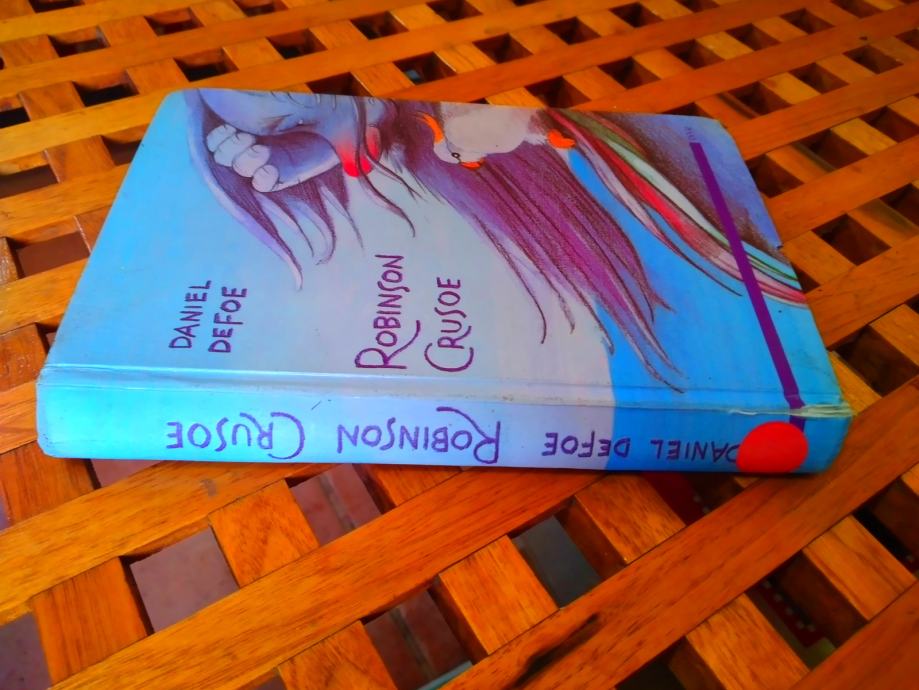 DANIEL
DEFOE
ROBINSON
CRUSOE
DANIEL DEFOE ROBINSON CRUSOE